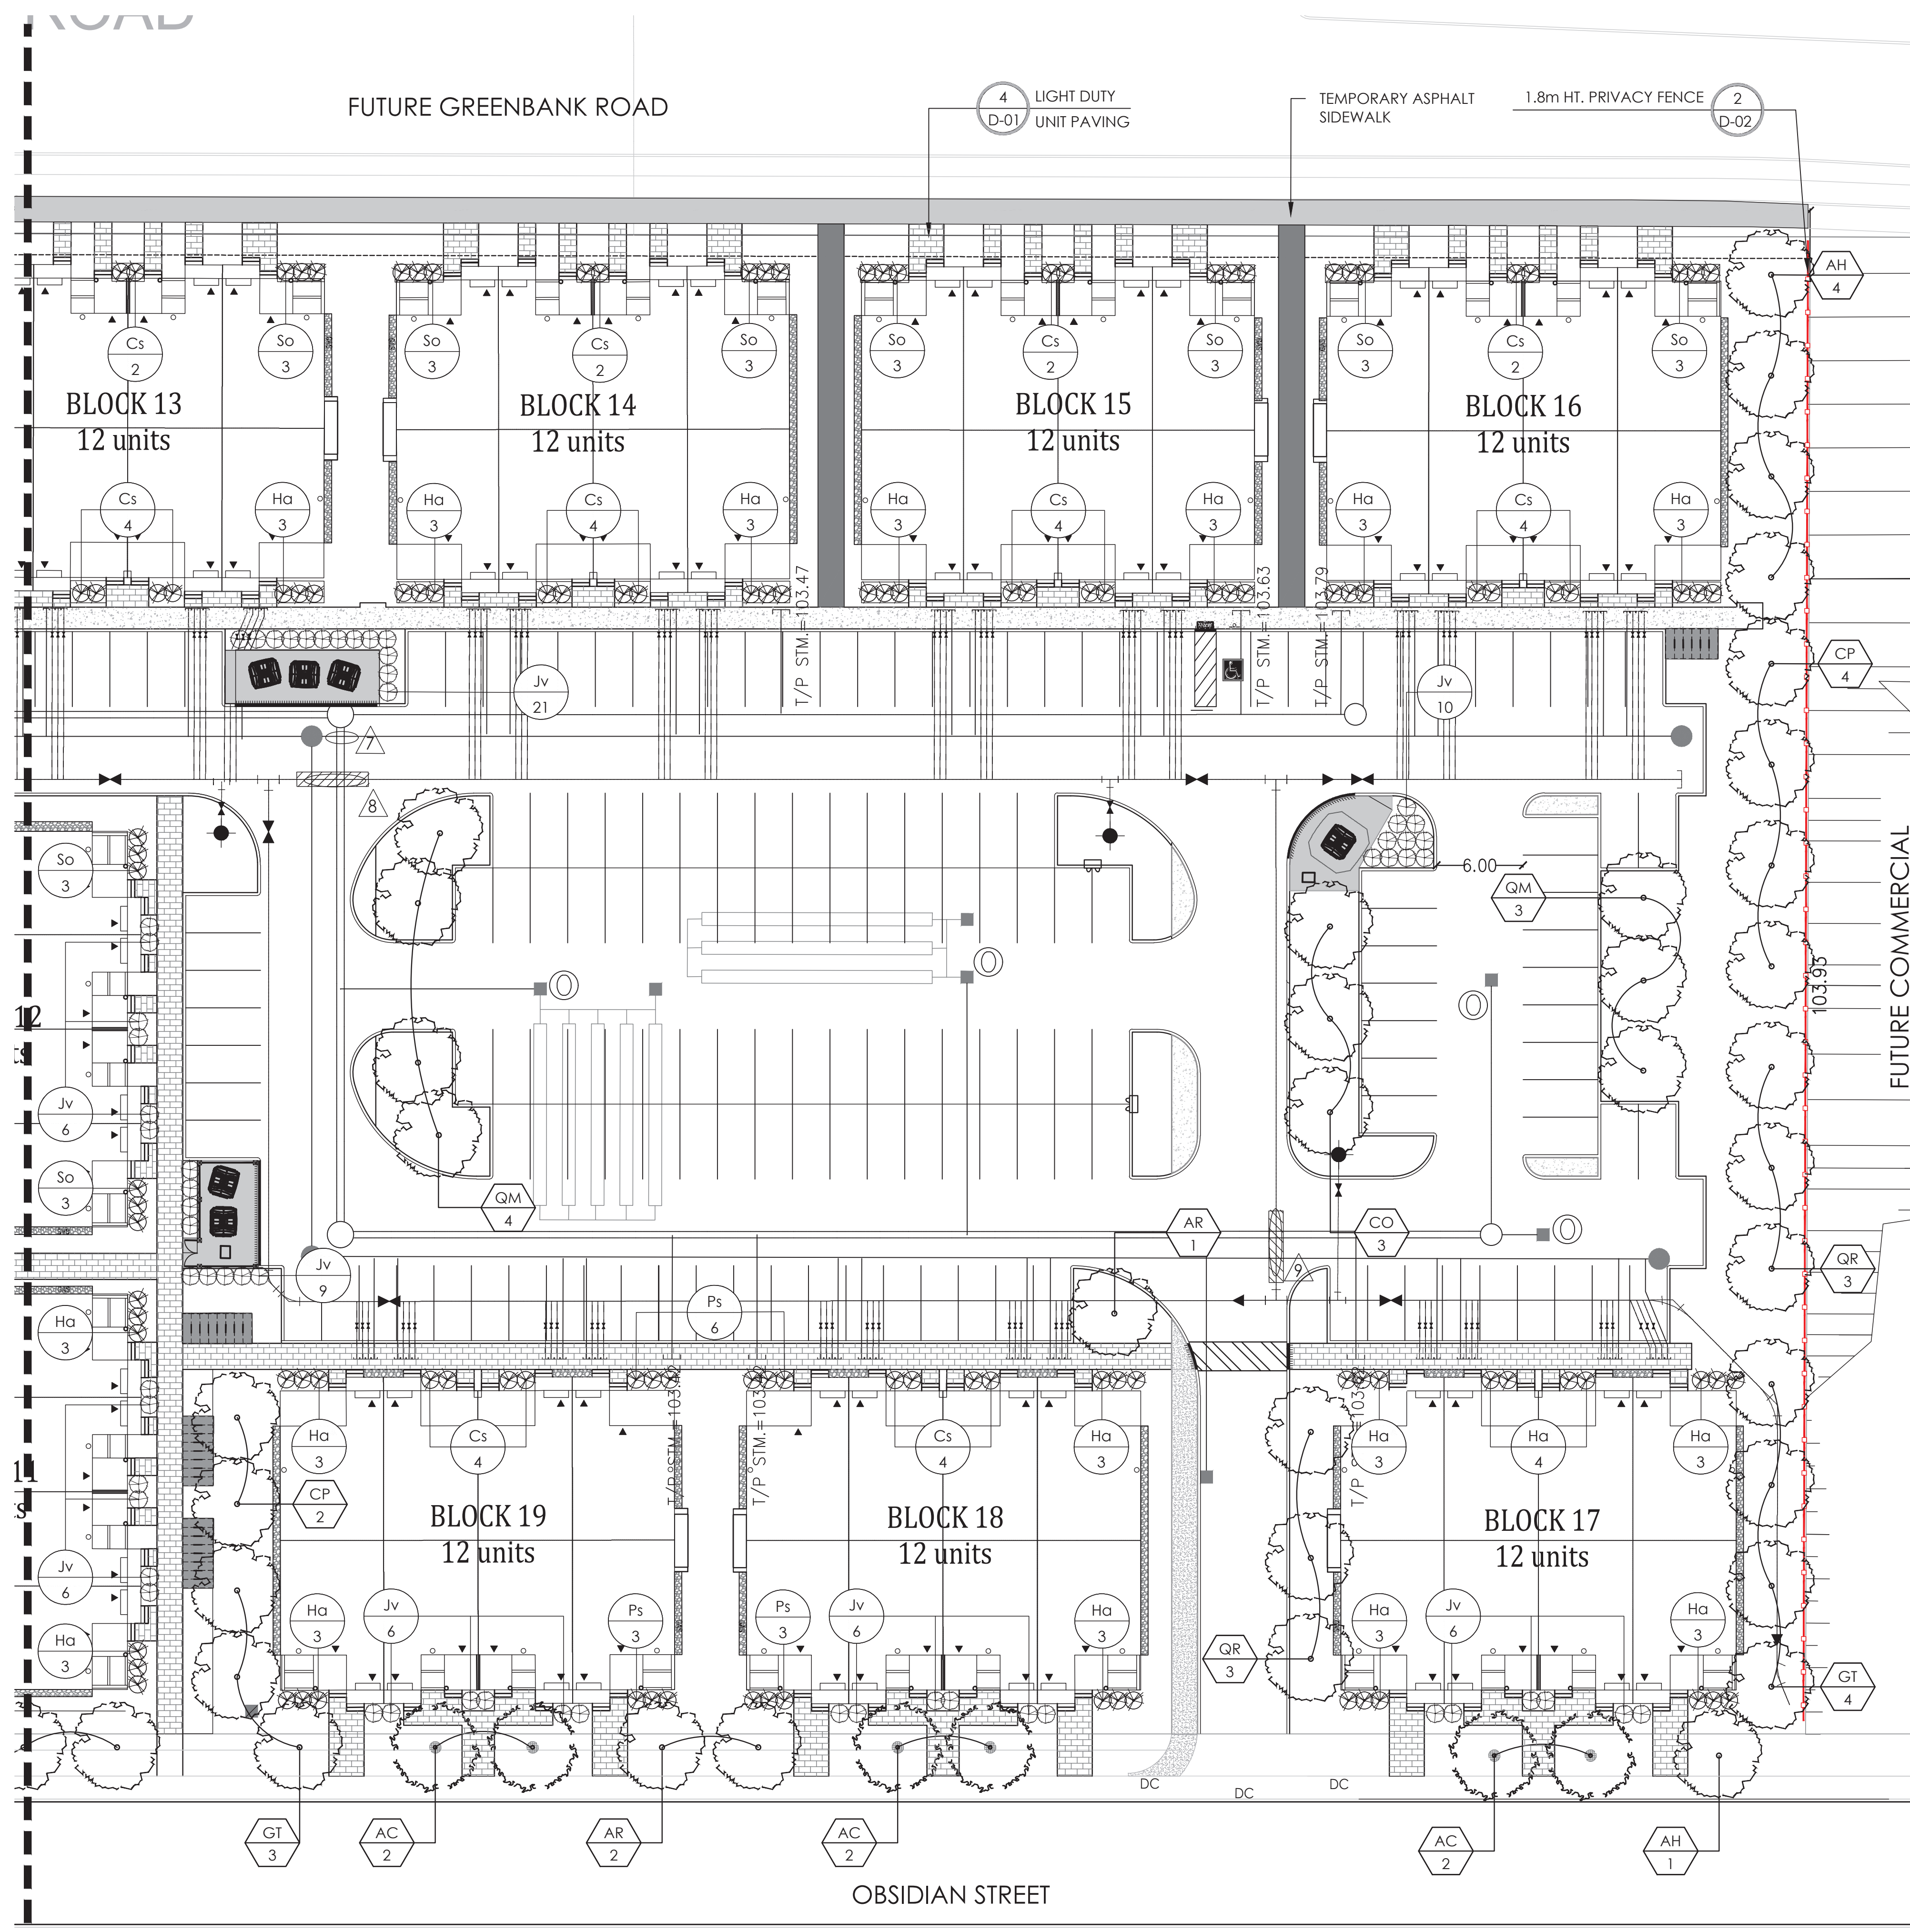 ROAD
FUTURE GREENBANK ROAD
4
D-01
LIGHT DUTY
UNIT PAVING
TEMPORARY ASPHALT
SIDEWALK
1.8m HT. PRIVACY FENCE
2
D-02
AH
4
Cs
2
So
3
So
3
Cs
2
So
3
So
3
Cs
2
So
3
So
3
Cs
2
So
3
BLOCK 13
12 units
BLOCK 14
12 units
BLOCK 15
12 units
BLOCK 16
12 units
Cs
4
Ha
3
Ha
3
Cs
4
Ha
3
Ha
3
Cs
4
Ha
3
Ha
3
Cs
4
Ha
3
T/P STM.=103.47
T/P STM.=103.63
T/P STM.=103.79
CP
4
Jv
21
Jv
10
7
8
So
3
6.00
QM
3
FUTURE COMMERCIAL
103.93
12
ts
Jv
6
So
3
QM
4
AR
1
CO
3
QR
3
Jv
9
9
Ps
6
Ha
3
Ha
3
Cs
4
T/P STM.=103
T/P STM.=103
Cs
4
Ha
3
T/P
=103
Ha
3
Ha
4
Ha
3
11
ts
CP
2
BLOCK 19
12 units
BLOCK 18
12 units
BLOCK 17
12 units
Jv
6
Ha
3
Ha
3
Jv
6
Ps
3
Ps
3
Jv
6
Ha
3
QR
3
Ha
3
Jv
6
Ha
3
GT
4
DC
DC
DC
GT
3
AC
2
AR
2
AC
2
AC
2
AH
1
OBSIDIAN STREET